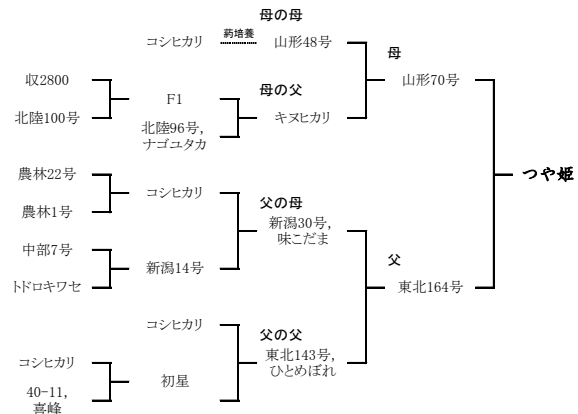 母の母
コシヒカリ
葯培養
山形48号
母
収2800
山形70号
F1
母の父
北陸100号
北陸96号,
ナゴユタカ
キヌヒカリ
農林22号
つや姫
コシヒカリ
父の母
農林1号
新潟30号,
味こだま
中部7号
新潟14号
父
トドロキワセ
東北164号
コシヒカリ
父の父
コシヒカリ
東北143号,
ひとめぼれ
初星
40-11,
喜峰